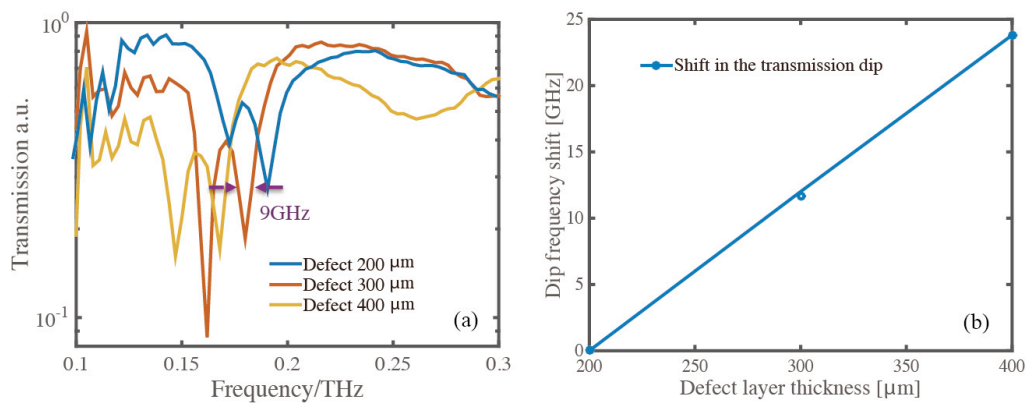 10⁰
10⁻¹
Transmission a.u.
9GHz
Defect 200 μm
Defect 300 μm
Defect 400 μm
(a)
0.1 0.15 0.2 0.25 0.3
Frequency/THz
25
20
15
10
5
0
Dip frequency shift [GHz]
Shift in the transmission dip
(b)
200 250 300 350 400
Defect layer thickness [μm]